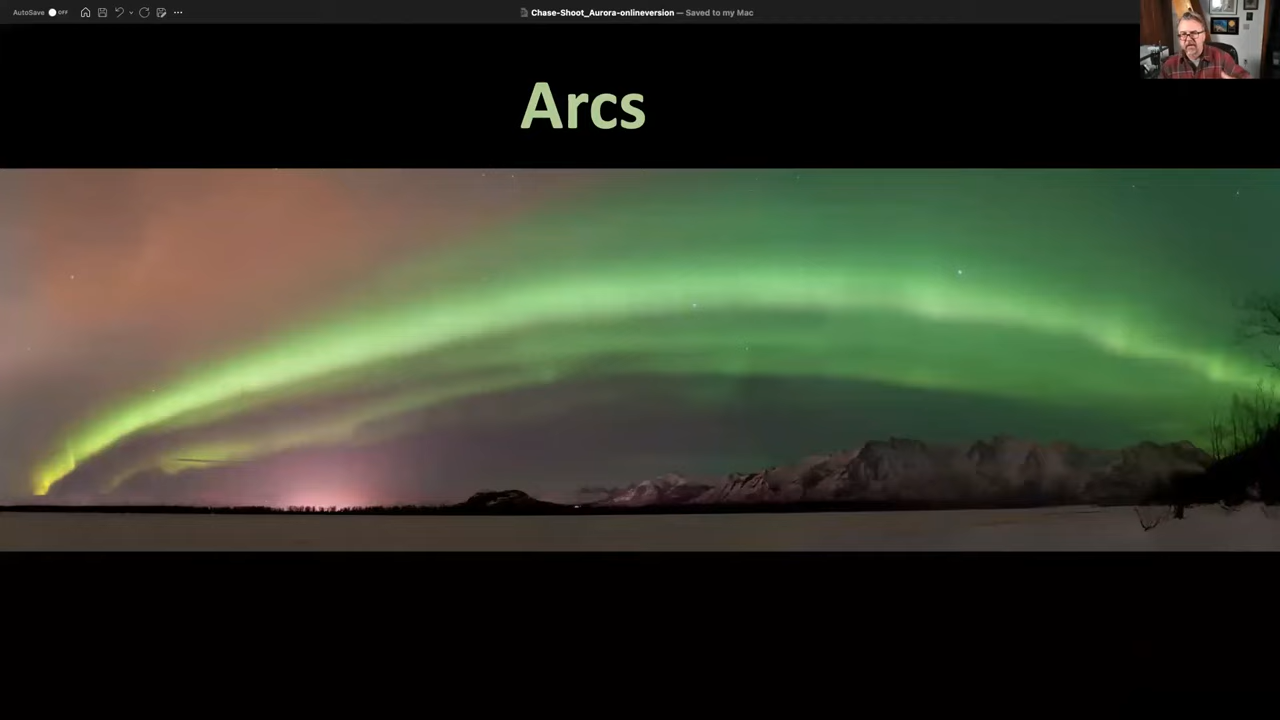 AutoSave OFF
Chase-Shoot_Aurora-onlineversion — Saved to my Mac
Arcs